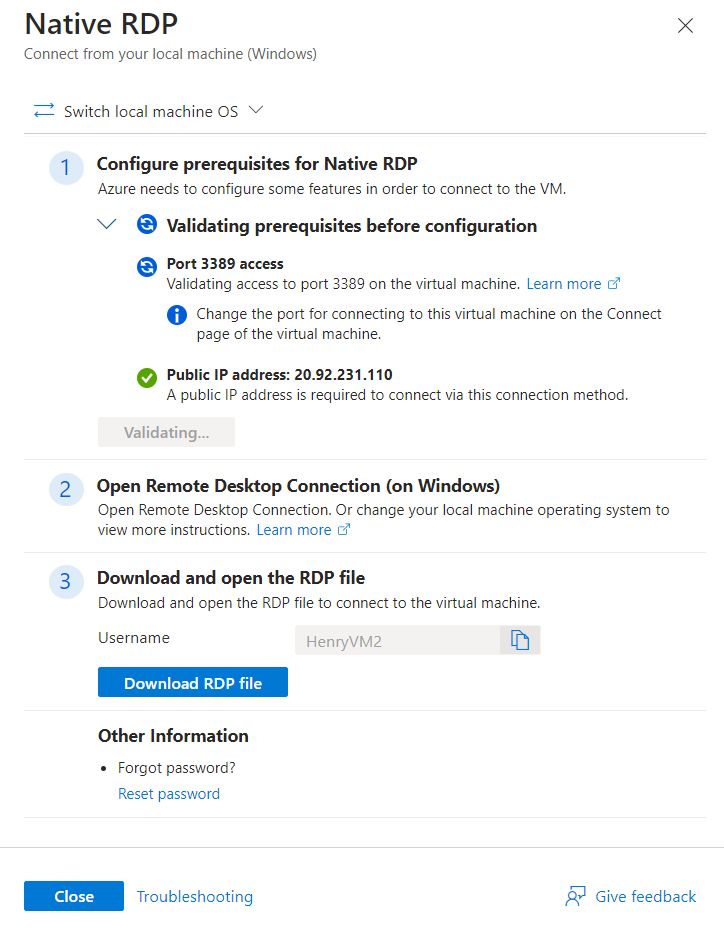 Native RDP
Connect from your local machine (Windows)
Switch local machine OS
1
Configure prerequisites for Native RDP
Azure needs to configure some features in order to connect to the VM.
Validating prerequisites before configuration
Port 3389 access
Validating access to port 3389 on the virtual machine. Learn more
Change the port for connecting to this virtual machine on the Connect
page of the virtual machine.
Public IP address: 20.92.231.110
A public IP address is required to connect via this connection method.
Validating...
2
Open Remote Desktop Connection (on Windows)
Open Remote Desktop Connection. Or change your local machine operating system to
view more instructions. Learn more
3
Download and open the RDP file
Download and open the RDP file to connect to the virtual machine.
Username
HenryVM2
Download RDP file
Other Information
• Forgot password?
Reset password
Close
Troubleshooting
Give feedback